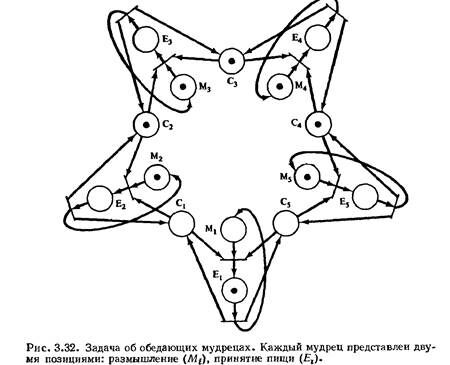 E₃
E₄
C₃
M₃
M₄
C₂
C₄
M₂
M₅
E₂
C₁
C₅
E₅
M₁
E₁
Рис. 3.32. Задача об обедающих мудрецах. Каждый мудрец представлен дву-
мя позициями: размышление (Mᵢ), принятие пищи (Eᵢ).